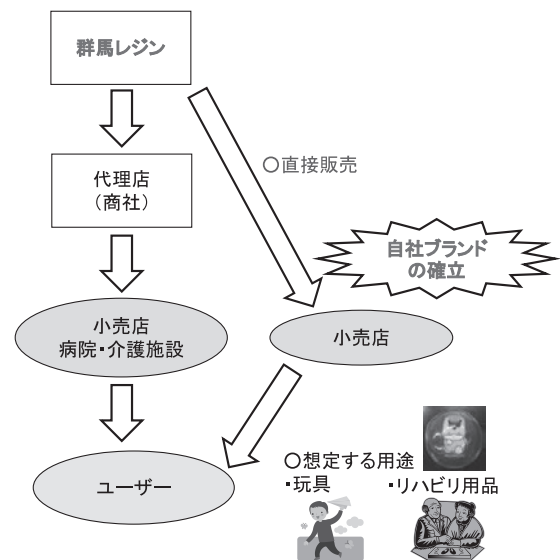 群馬レジン
代理店
（商社）
○直接販売
自社ブランド
の確立
小売店
病院・介護施設
小売店
ユーザー
○想定する用途
・玩具
・リハビリ用品